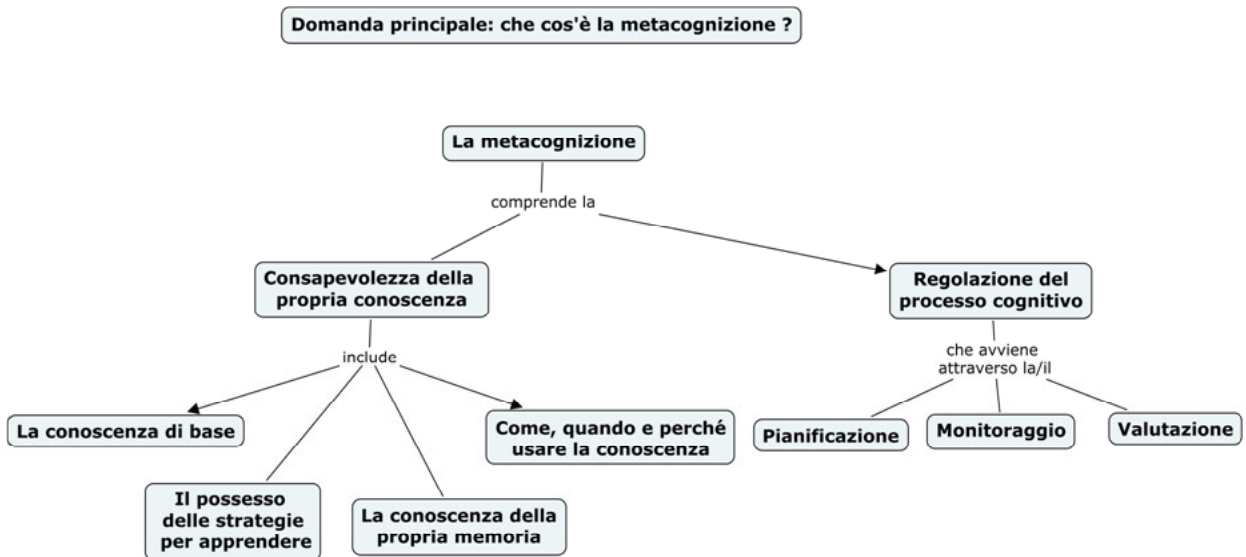 Domanda principale: che cos'è la metacognizione ?
La metacognizione
comprende la
Consapevolezza della
propria conoscenza
Regolazione del
processo cognitivo
include
che avviene
attraverso la/il
La conoscenza di base
Come, quando e perché
usare la conoscenza
Pianificazione
Monitoraggio
Valutazione
Il possesso
delle strategie
per apprendere
La conoscenza della
propria memoria